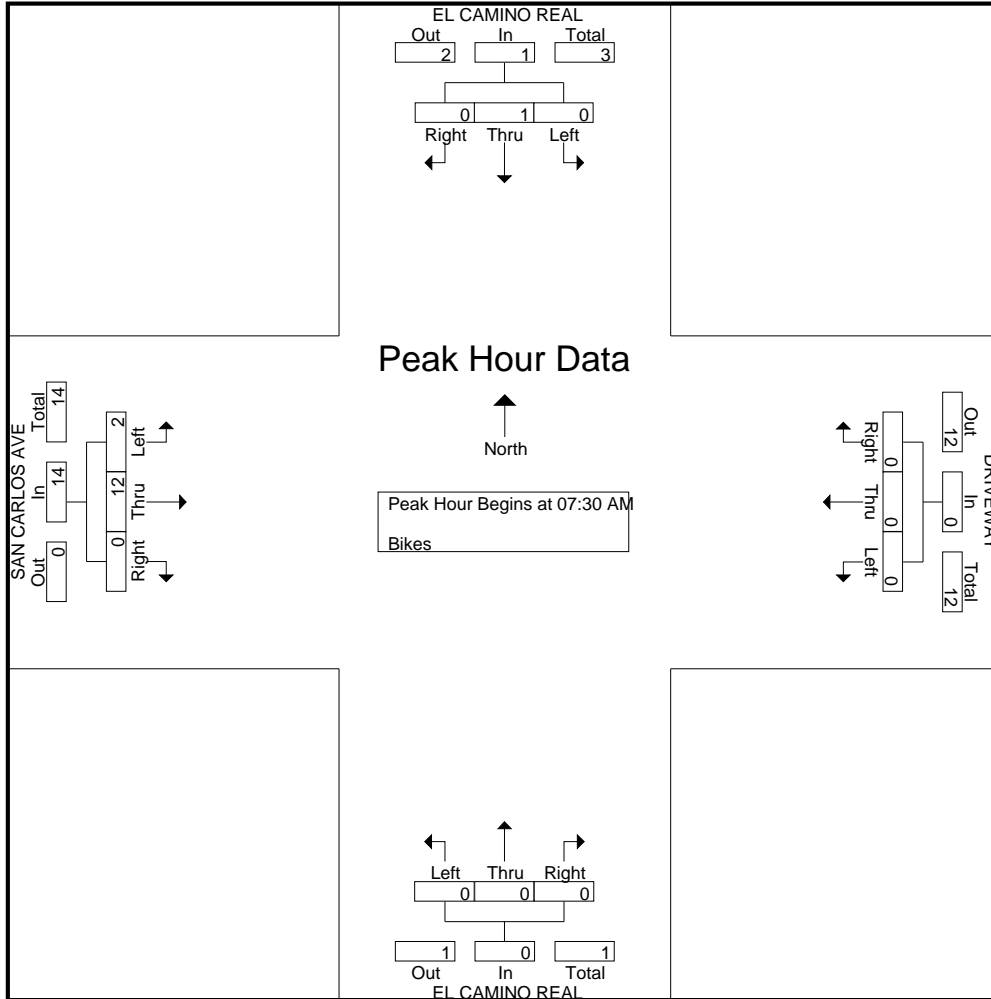 EL CAMINO REAL
Out In Total
2 1 3
0 1 0
Right Thru Left
Peak Hour Data
North
Peak Hour Begins at 07:30 AM
Bikes
SAN CARLOS AVE
Out In Total
0 14 14
2 12 0
Left Thru Right
DRIVEWAY
Out In Total
12 0 12
0 0 0
Right Thru Left
Left Thru Right
0 0 0
1 0 1
Out In Total
EL CAMINO REAL